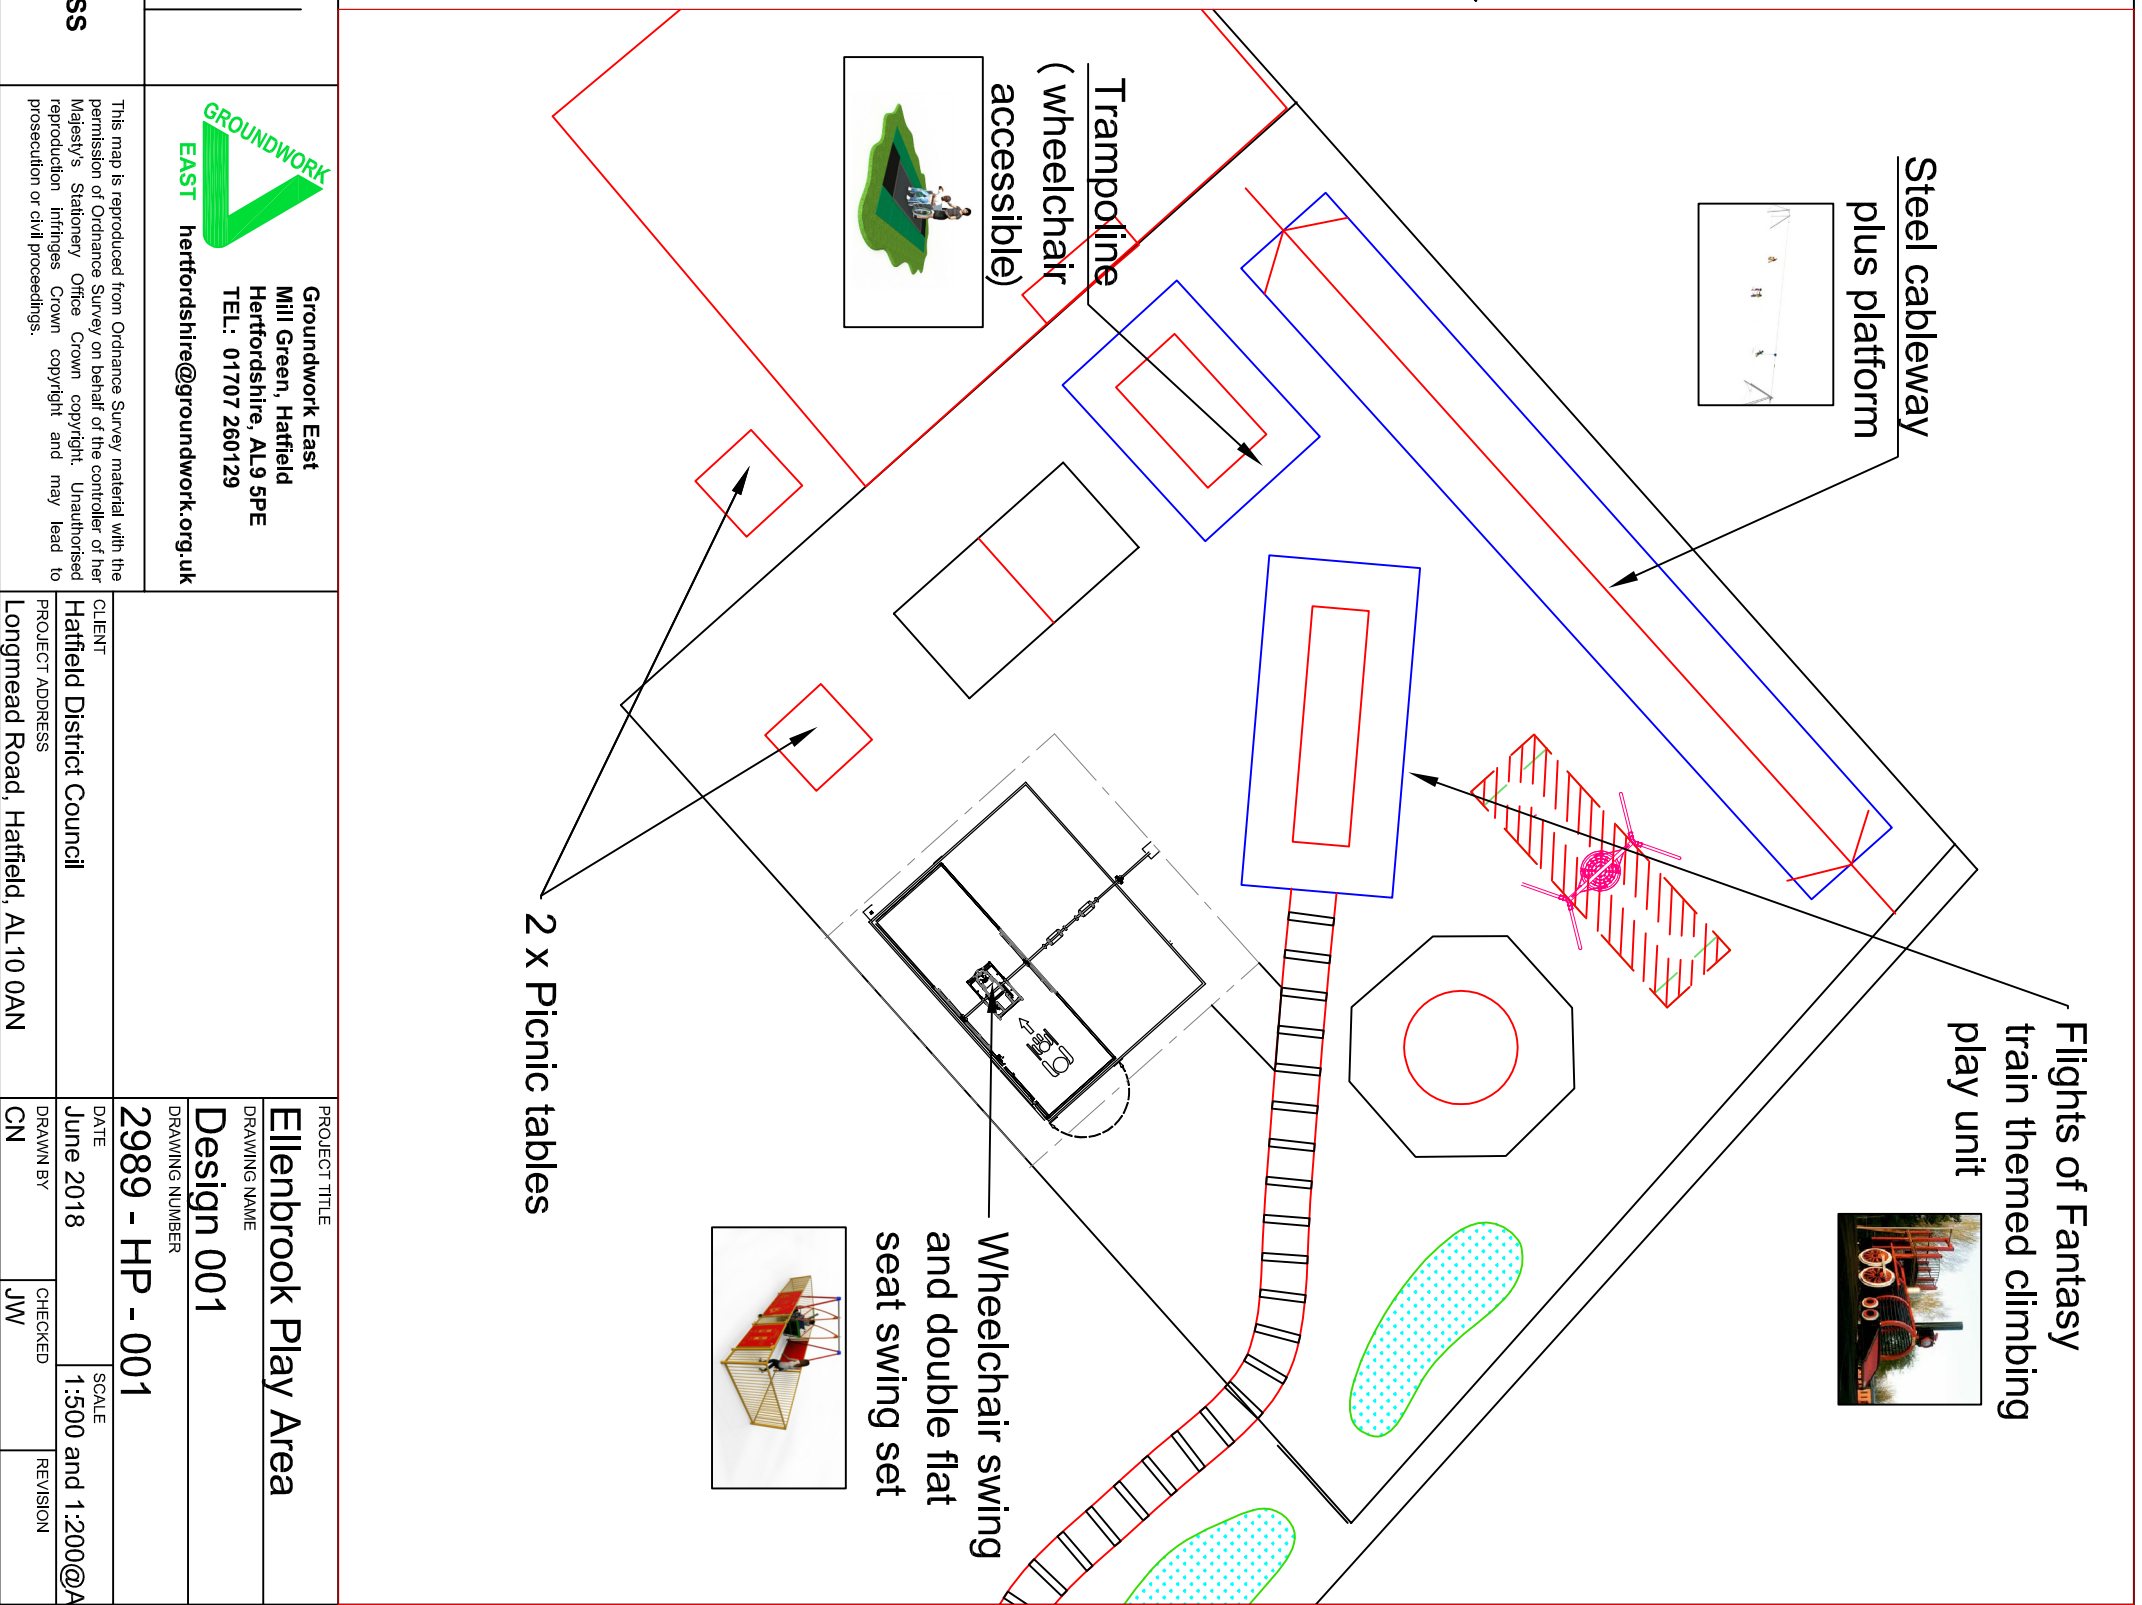 Steel cableway
plus platform
Trampoline
( wheelchair
accessible)
Flights of Fantasy
train themed climbing
play unit
Wheelchair swing
and double flat
seat swing set
2 x Picnic tables
GROUNDWORK
EAST
Groundwork East
Mill Green, Hatfield
Hertfordshire, AL9 5PE
TEL: 01707 260129
hertfordshire@groundwork.org.uk
This map is reproduced from Ordnance Survey material with the
permission of Ordnance Survey on behalf of the controller of her
Majesty's Stationery Office Crown copyright. Unauthorised
reproduction infringes Crown copyright and may lead to
prosecution or civil proceedings.
ss
CLIENT
Hatfield District Council
PROJECT ADDRESS
Longmead Road, Hatfield, AL10 0AN
PROJECT TITLE
Ellenbrook Play Area
DRAWING NAME
Design 001
DRAWING NUMBER
2989 - HP - 001
DATE
June 2018
SCALE
1:500 and 1:200@A
DRAWN BY
CN
CHECKED
JW
REVISION